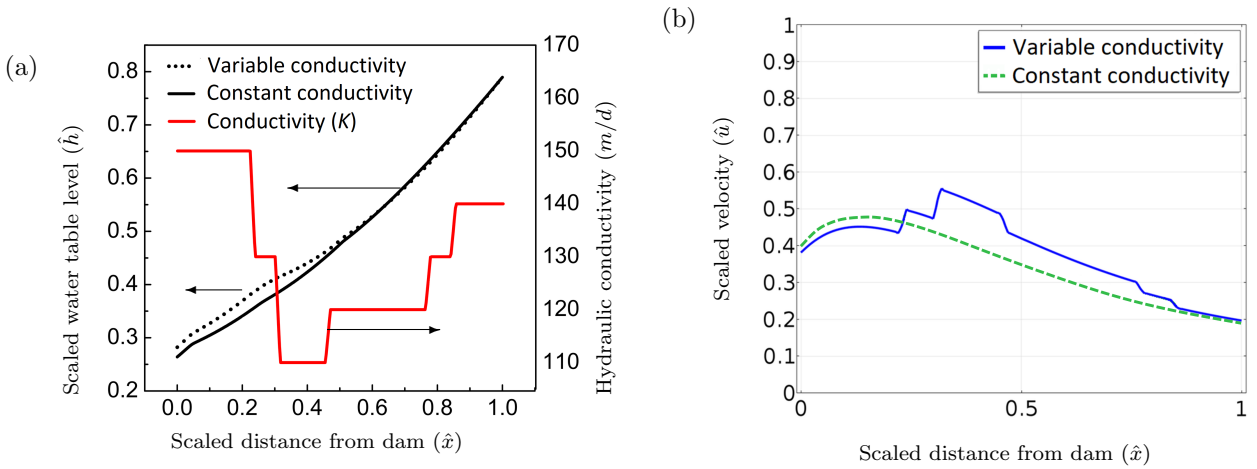 (a)
Scaled water table level (ĥ)
0.8
0.7
0.6
0.5
0.4
0.3
0.2
Variable conductivity
Constant conductivity
Conductivity (K)
170
160
150
140
130
120
110
Hydraulic conductivity (m/d)
0.0 0.2 0.4 0.6 0.8 1.0
Scaled distance from dam (x̂)
(b)
Scaled velocity (û)
1
0.9
0.8
0.7
0.6
0.5
0.4
0.3
0.2
0.1
0
Variable conductivity
Constant conductivity
0 0.5 1
Scaled distance from dam (x̂)